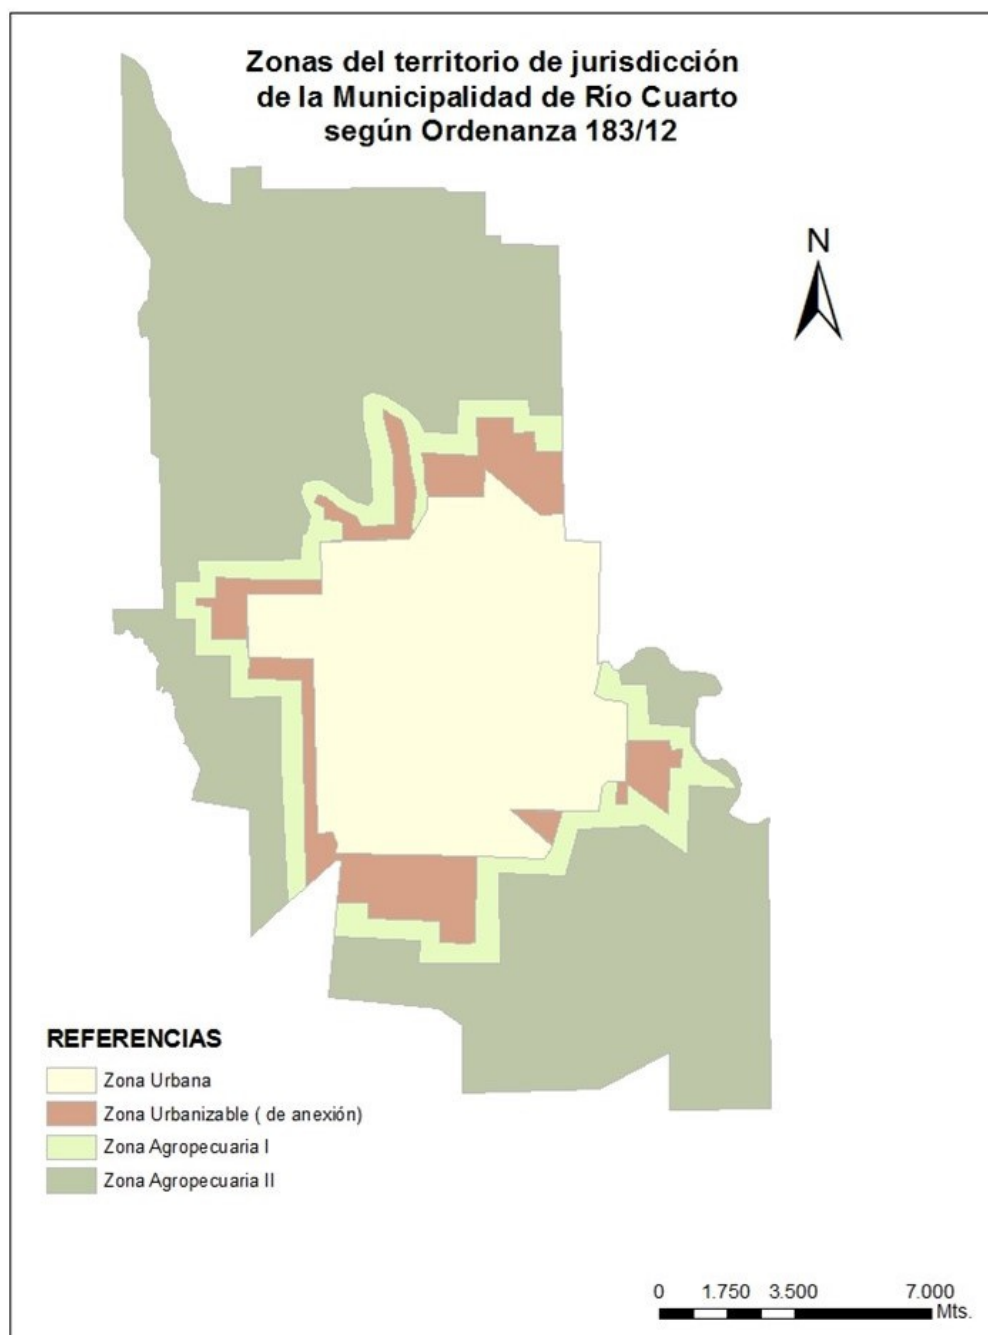 Zonas del territorio de jurisdicción
de la Municipalidad de Río Cuarto
según Ordenanza 183/12
N
REFERENCIAS
Zona Urbana
Zona Urbanizable ( de anexión)
Zona Agropecuaria I
Zona Agropecuaria II
0 1.750 3.500 7.000
Mts.